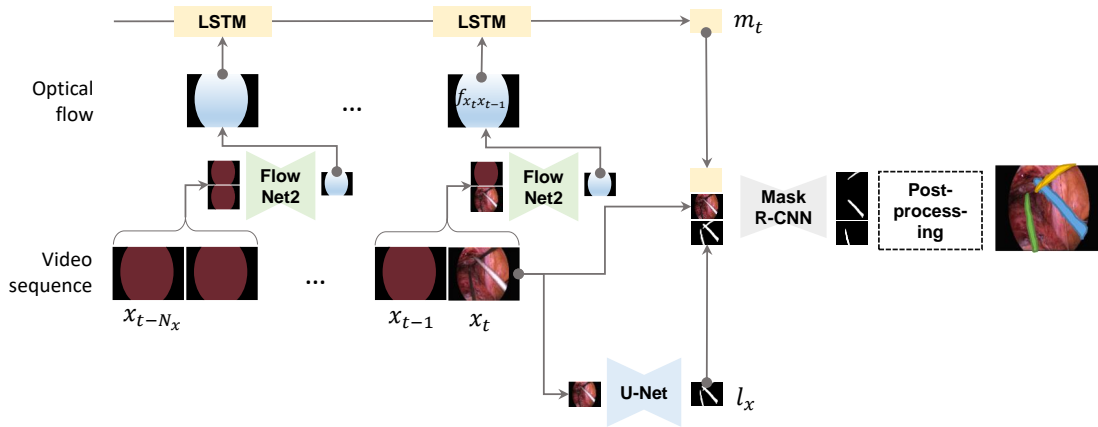 LSTM
LSTM
$m_t$
Optical
flow
...
$f_{x_t x_{t-1}}$
Flow
Net2
Flow
Net2
Mask
R-CNN
Post-
process-
ing
Video
sequence
...
$x_{t-N_x}$
$x_{t-1}$
$x_t$
U-Net
$l_x$